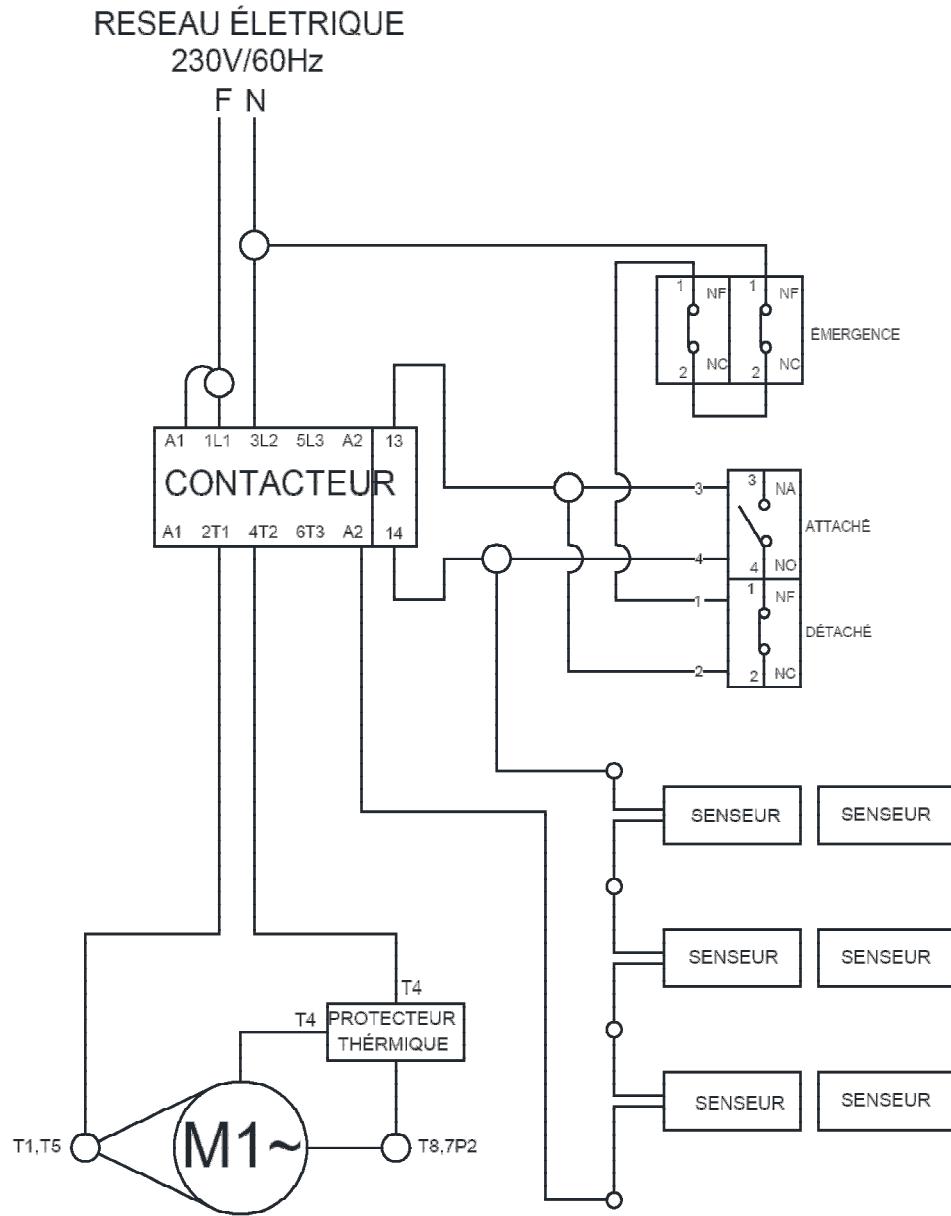 RESEAU ÉLETRIQUE
230V/60Hz
F N
1 NF 1 NF
ÉMERGENCE
2 NC 2 NC
A1 1L1 3L2 5L3 A2 13
CONTACTEUR
A1 2T1 4T2 6T3 A2 14
3 3 NA
ATTACHÉ
4 4 NO
1 1 NF
DÉTACHÉ
2 2 NC
SENSEUR SENSEUR
SENSEUR SENSEUR
SENSEUR SENSEUR
T4
T4 PROTECTEUR
THÉRMIQUE
T1,T5 M1~ T8,7P2